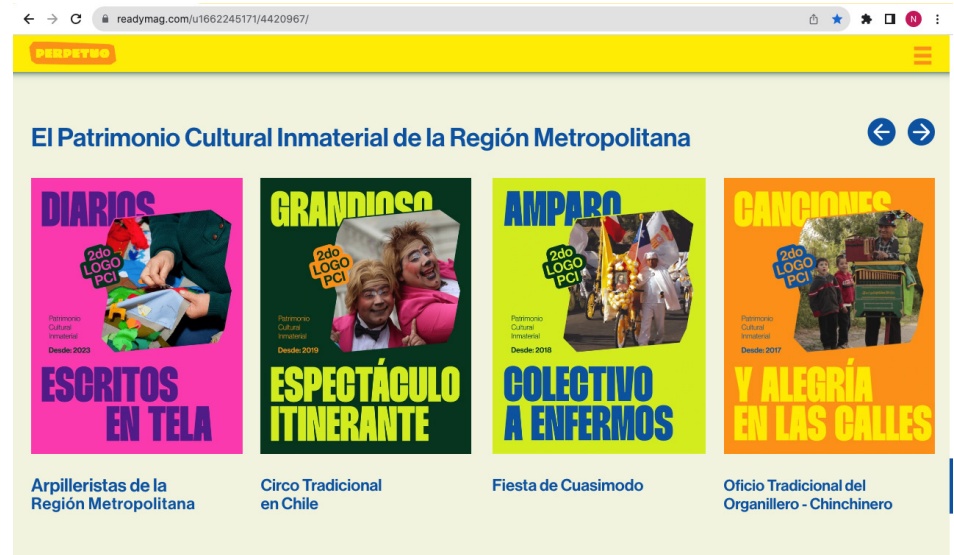 readymag.com/u1662245171/4420967/
N
PERPETUO
El Patrimonio Cultural Inmaterial de la Región Metropolitana
DIARIOS
2do
LOGO
PCI
Patrimonio
Cultural
Inmaterial
Desde: 2023
ESCRITOS
EN TELA
Arpilleristas de la
Región Metropolitana
GRANDIOSO
2do
LOGO
PCI
Patrimonio
Cultural
Inmaterial
Desde: 2019
ESPECTÁCULO
ITINERANTE
Circo Tradicional
en Chile
AMPARO
2do
LOGO
PCI
Patrimonio
Cultural
Inmaterial
Desde: 2018
COLECTIVO
A ENFERMOS
Fiesta de Cuasimodo
CANCIONES
2do
LOGO
PCI
Patrimonio
Cultural
Inmaterial
Desde: 2017
Y ALEGRÍA
EN LAS CALLES
Oficio Tradicional del
Organillero - Chinchinero